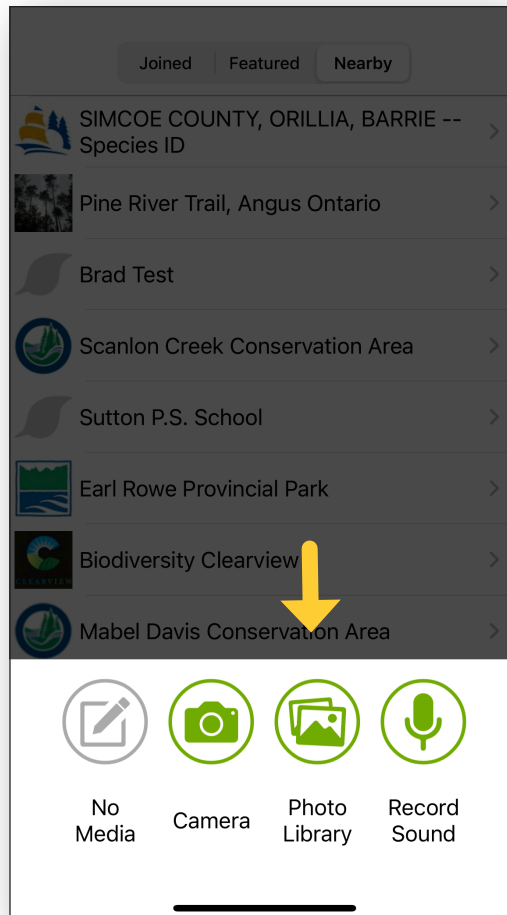 Joined Featured Nearby
SIMCOE COUNTY, ORILLIA, BARRIE --
Species ID
Pine River Trail, Angus Ontario
Brad Test
Scanlon Creek Conservation Area
Sutton P.S. School
Earl Rowe Provincial Park
Biodiversity Clearview
CLEARVIEW
Mabel Davis Conservation Area
No
Media
Camera
Photo
Library
Record
Sound